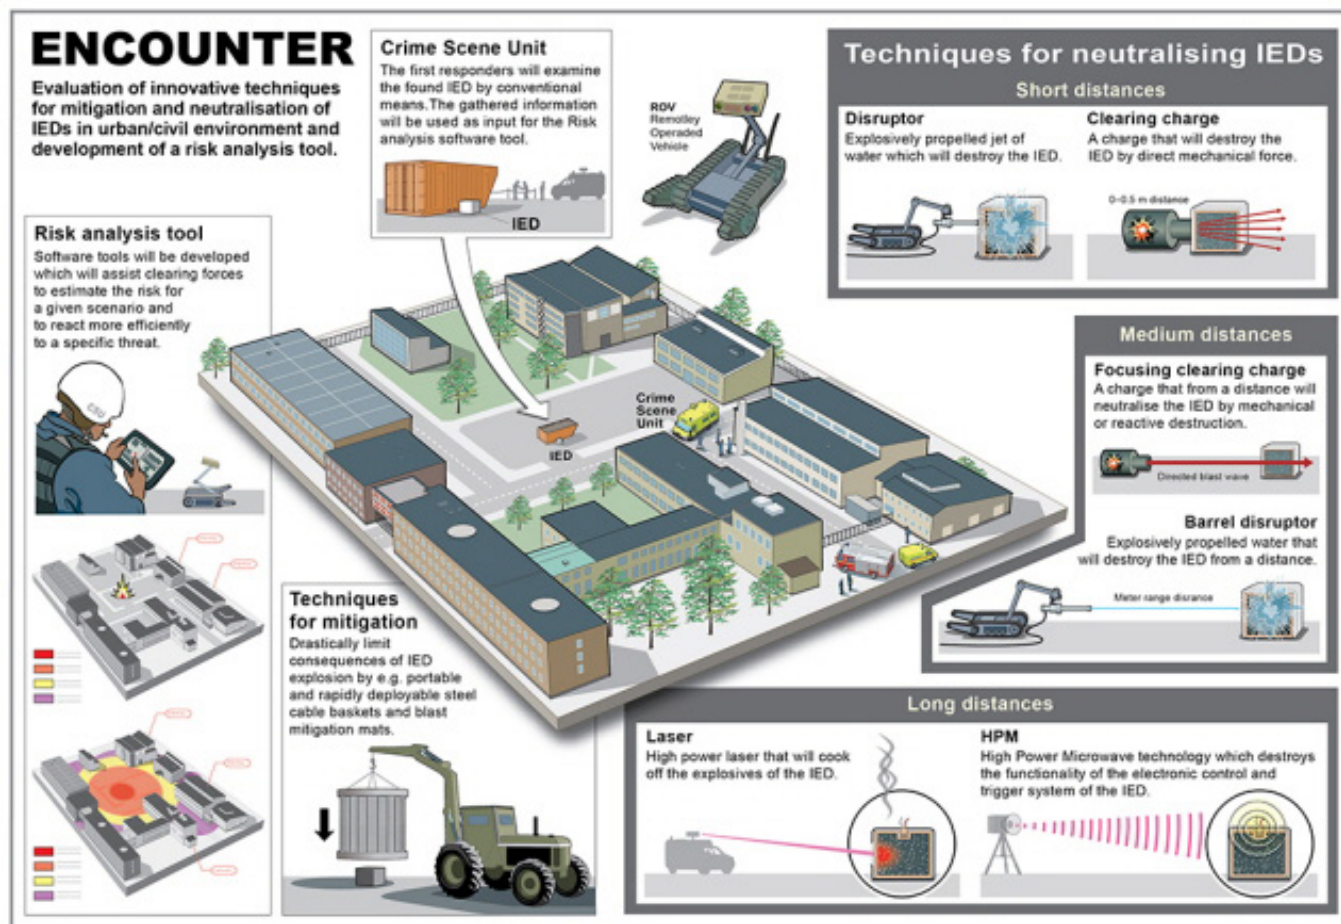 ENCOUNTER
Evaluation of innovative techniques
for mitigation and neutralisation of
IEDs in urban/civil environment and
development of a risk analysis tool.
Crime Scene Unit
The first responders will examine
the found IED by conventional
means.The gathered information
will be used as input for the Risk
analysis software tool.
IED
ROV
Remotley
Operaded
Vehicle
Techniques for neutralising IEDs
Short distances
Disruptor
Explosively propelled jet of
water which will destroy the IED.
Clearing charge
A charge that will destroy the
IED by direct mechanical force.
0–0.5 m distance
Risk analysis tool
Software tools will be developed
which will assist clearing forces
to estimate the risk for
a given scenario and
to react more efficiently
to a specific threat.
Crime
Scene
Unit
IED
Medium distances
Focusing clearing charge
A charge that from a distance will
neutralise the IED by mechanical
or reactive destruction.
Directed blast wave
Barrel disruptor
Explosively propelled water that
will destroy the IED from a distance.
Meter range disrance
Techniques
for mitigation
Drastically limit
consequences of IED
explosion by e.g. portable
and rapidly deployable steel
cable baskets and blast
mitigation mats.
Long distances
Laser
High power laser that will cook
off the explosives of the IED.
HPM
High Power Microwave technology which destroys
the functionality of the electronic control and
trigger system of the IED.